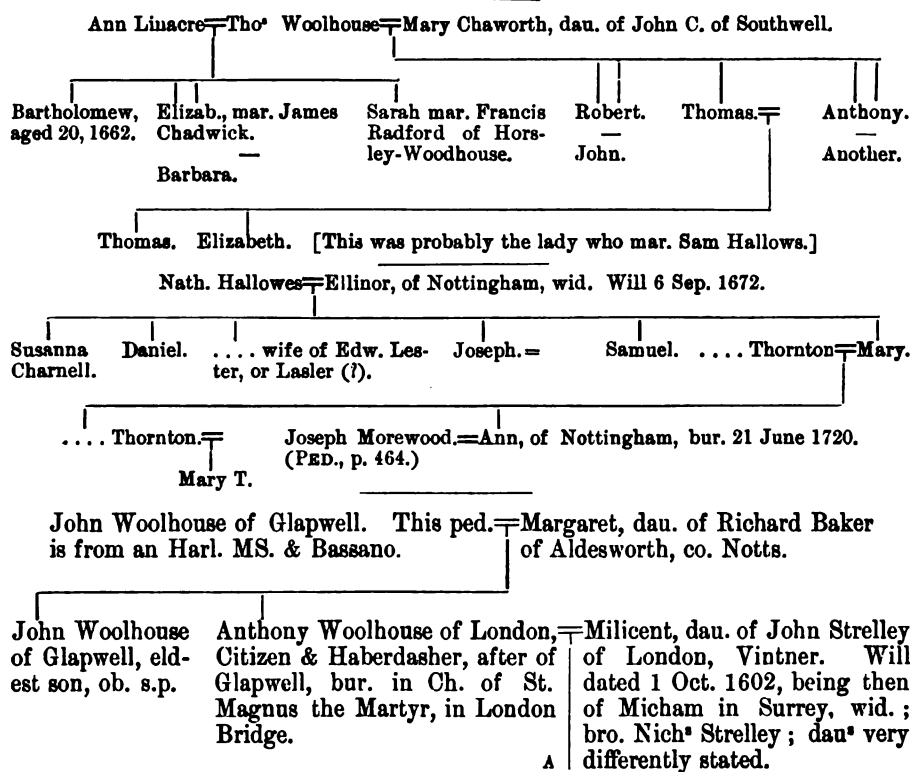 Ann Linacre Thoˢ Woolhouse Mary Chaworth, dau. of John C. of Southwell.
Bartholomew, aged 20, 1662.
Elizab., mar. James Chadwick.
—
Barbara.
Sarah mar. Francis Radford of Horsley-Woodhouse.
Robert.
—
John.
Thomas.
Anthony.
—
Another.
Thomas. Elizabeth. [This was probably the lady who mar. Sam Hallows.]
Nath. Hallowes Ellinor, of Nottingham, wid. Will 6 Sep. 1672.
Susanna
Charnell.
Daniel.
.... wife of Edw. Les-
ter, or Lasler (?).
Joseph.=
Samuel.
.... Thornton Mary.
.... Thornton.
Mary T.
Joseph Morewood.=Ann, of Nottingham, bur. 21 June 1720.
(PED., p. 464.)
John Woolhouse of Glapwell. This ped.
is from an Harl. MS. & Bassano.
Margaret, dau. of Richard Baker
of Aldesworth, co. Notts.
John Woolhouse
of Glapwell, eld-
est son, ob. s.p.
Anthony Woolhouse of London,
Citizen & Haberdasher, after of
Glapwell, bur. in Ch. of St.
Magnus the Martyr, in London
Bridge.
A
Milicent, dau. of John Strelley
of London, Vintner. Will
dated 1 Oct. 1602, being then
of Micham in Surrey, wid.;
bro. Nichˢ Strelley; dauˢ very
differently stated.